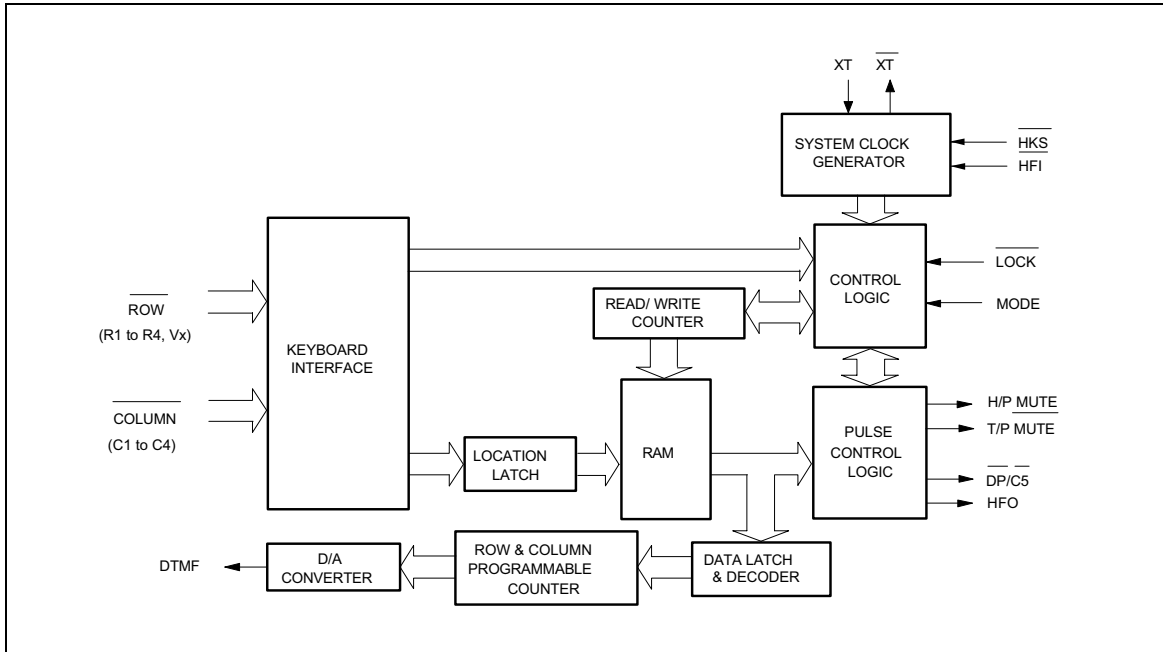 XT XT
SYSTEM CLOCK
GENERATOR
HKS
HFI
ROW
(R1 to R4, Vx)
COLUMN
(C1 to C4)
KEYBOARD
INTERFACE
READ/ WRITE
COUNTER
CONTROL
LOGIC
LOCK
MODE
LOCATION
LATCH
RAM
PULSE
CONTROL
LOGIC
H/P MUTE
T/P MUTE
DP/C5
HFO
DTMF
D/A
CONVERTER
ROW & COLUMN
PROGRAMMABLE
COUNTER
DATA LATCH
& DECODER